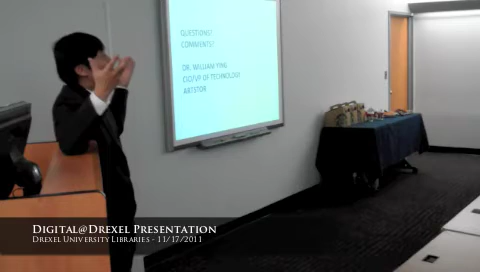 QUESTIONS?
COMMENTS?
DR. WILLIAM YING
CIO/VP OF TECHNOLOGY
ARTSTOR
DIGITAL@DREXEL PRESENTATION
DREXEL UNIVERSITY LIBRARIES - 11/17/2011